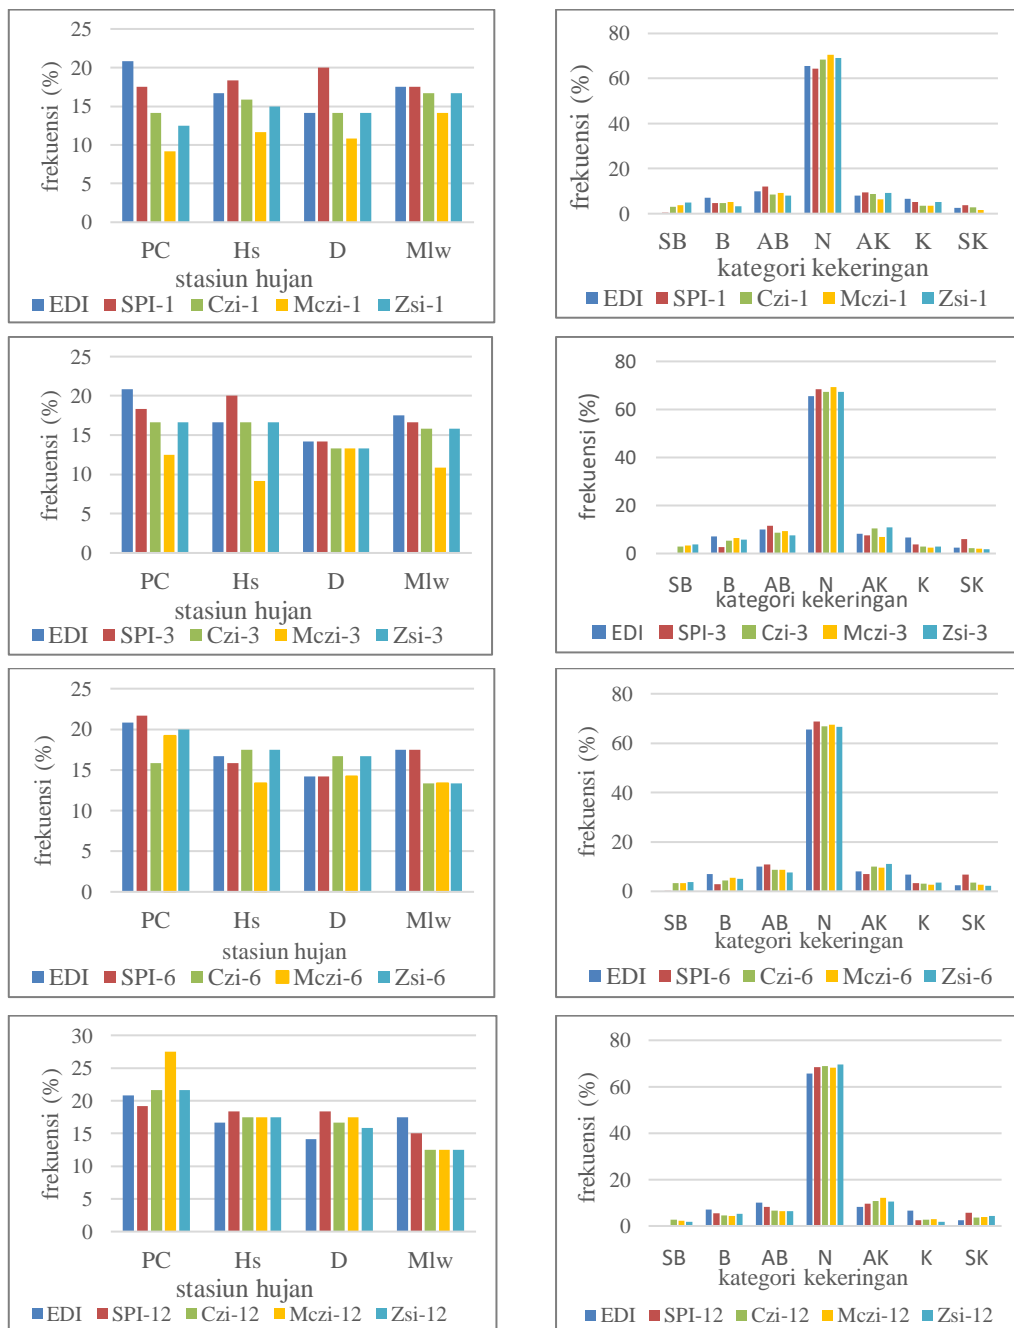 25
20
15
10
5
0
frekuensi (%)
PC Hs D Mlw
stasiun hujan
EDI SPI-1 Czi-1 Mczi-1 Zsi-1
80
60
40
20
0
frekuensi (%)
SB B AB N AK K SK
kategori kekeringan
EDI SPI-1 Czi-1 Mczi-1 Zsi-1
25
20
15
10
5
0
frekuensi (%)
PC Hs D Mlw
stasiun hujan
EDI SPI-3 Czi-3 Mczi-3 Zsi-3
80
60
40
20
0
frekuensi (%)
SB B AB N AK K SK
kategori kekeringan
EDI SPI-3 Czi-3 Mczi-3 Zsi-3
25
20
15
10
5
0
frekuensi (%)
PC Hs D Mlw
stasiun hujan
EDI SPI-6 Czi-6 Mczi-6 Zsi-6
80
60
40
20
0
frekuensi (%)
SB B AB N AK K SK
kategori kekeringan
EDI SPI-6 Czi-6 Mczi-6 Zsi-6
30
25
20
15
10
5
0
frekuensi (%)
PC Hs D Mlw
stasiun hujan
EDI SPI-12 Czi-12 Mczi-12 Zsi-12
80
60
40
20
0
frekuensi (%)
SB B AB N AK K SK
kategori kekeringan
EDI SPI-12 Czi-12 Mczi-12 Zsi-12